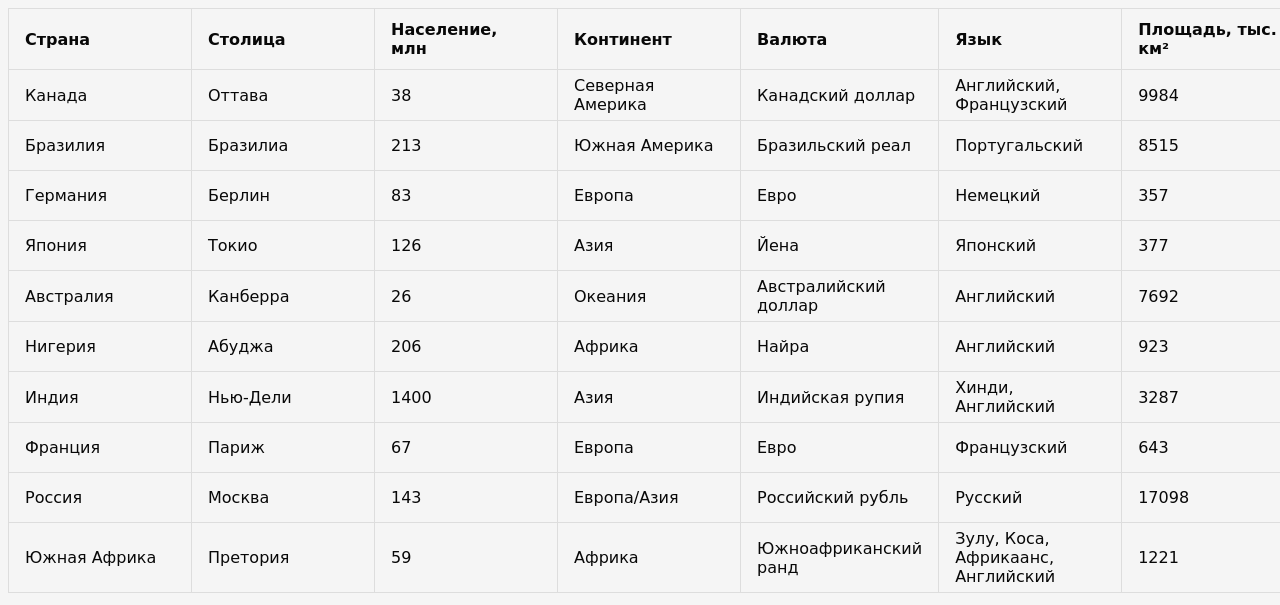 Страна Столица Население, млн Континент Валюта Язык Площадь, тыс. км²
Канада Оттава 38 Северная Америка Канадский доллар Английский, Французский 9984
Бразилия Бразилиа 213 Южная Америка Бразильский реал Португальский 8515
Германия Берлин 83 Европа Евро Немецкий 357
Япония Токио 126 Азия Йена Японский 377
Австралия Канберра 26 Океания Австралийский доллар Английский 7692
Нигерия Абуджа 206 Африка Найра Английский 923
Индия Нью-Дели 1400 Азия Индийская рупия Хинди, Английский 3287
Франция Париж 67 Европа Евро Французский 643
Россия Москва 143 Европа/Азия Российский рубль Русский 17098
Южная Африка Претория 59 Африка Южноафриканский ранд Зулу, Коса, Африкаанс, Английский 1221